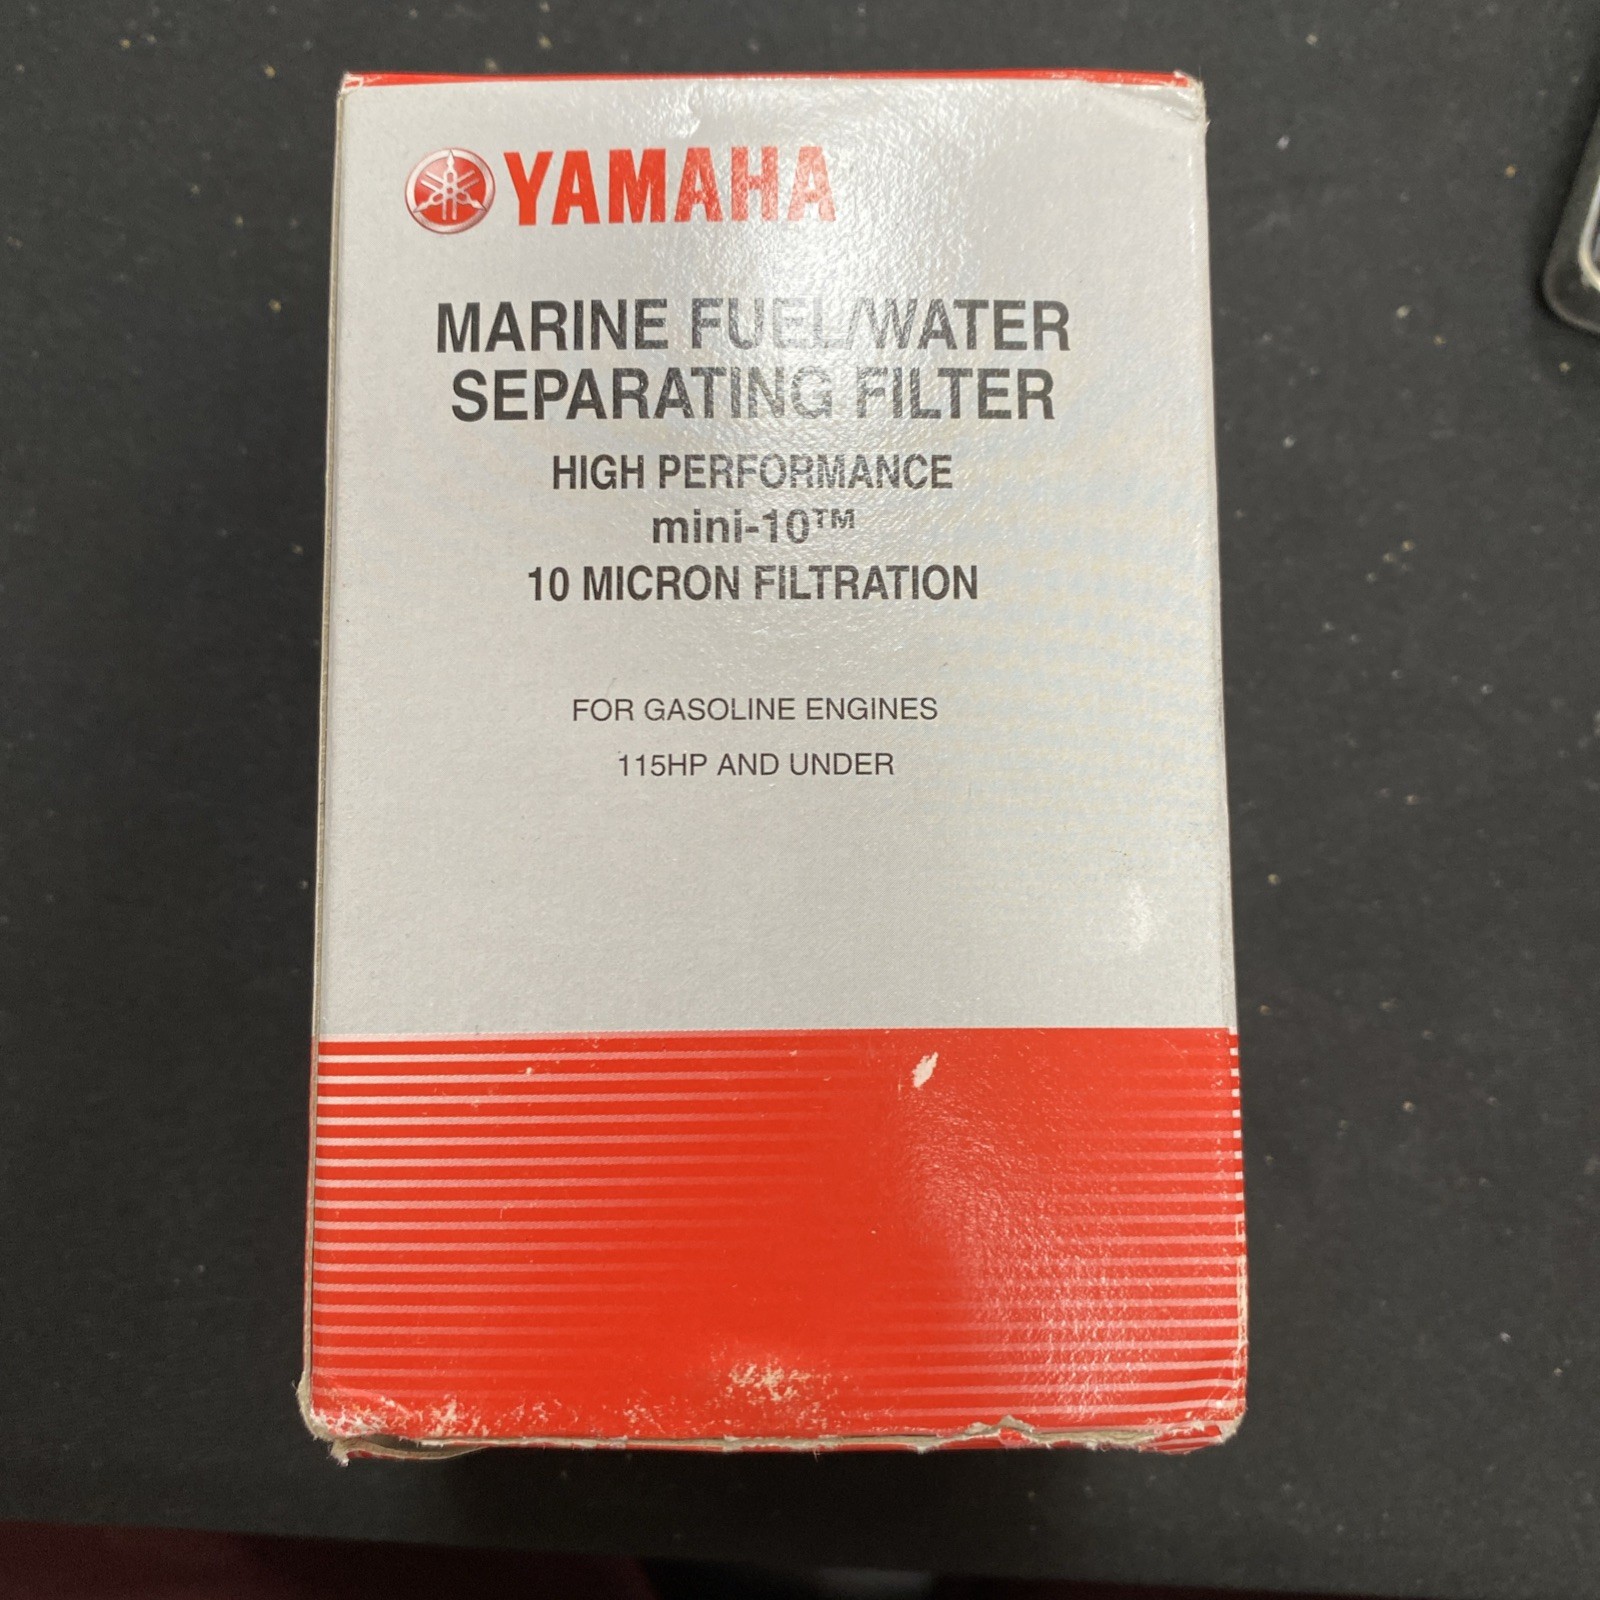 YAMAHA
MARINE FUEL/WATER
SEPARATING FILTER
HIGH PERFORMANCE
mini-10™
10 MICRON FILTRATION
FOR GASOLINE ENGINES
115HP AND UNDER